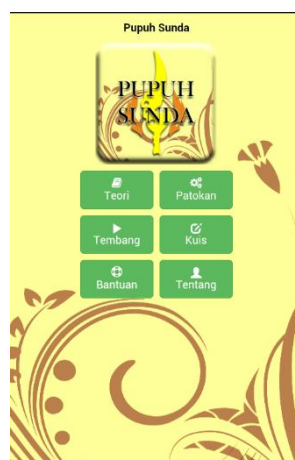 Pupuh Sunda
PUPUH
SUNDA
Teori
Patokan
Tembang
Kuis
Bantuan
Tentang